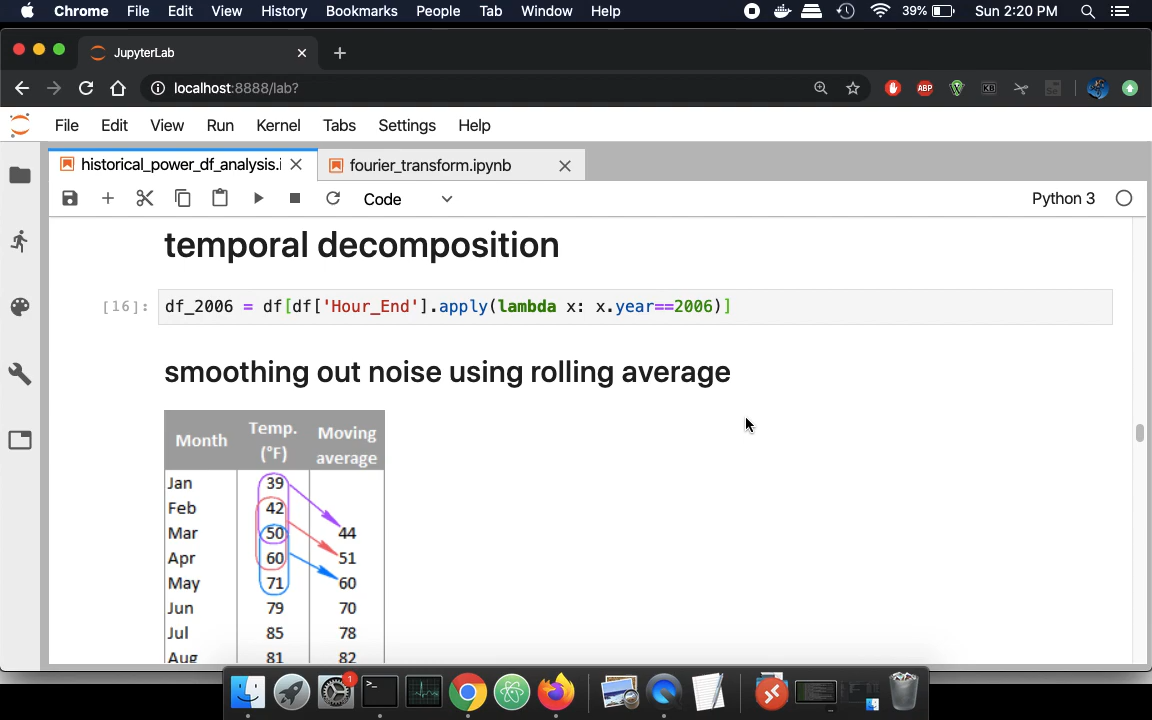 Chrome File Edit View History Bookmarks People Tab Window Help 39% Sun 2:20 PM
JupyterLab
localhost:8888/lab?
ABP
File Edit View Run Kernel Tabs Settings Help
historical_power_df_analysis.i fourier_transform.ipynb
Code Python 3
temporal decomposition
[16]: df_2006 = df[df['Hour_End'].apply(lambda x: x.year==2006)]
smoothing out noise using rolling average
Month Temp. (°F) Moving average
Jan 39
Feb 42
Mar 50 44
Apr 60 51
May 71 60
Jun 79 70
Jul 85 78
Aug 81 82
1